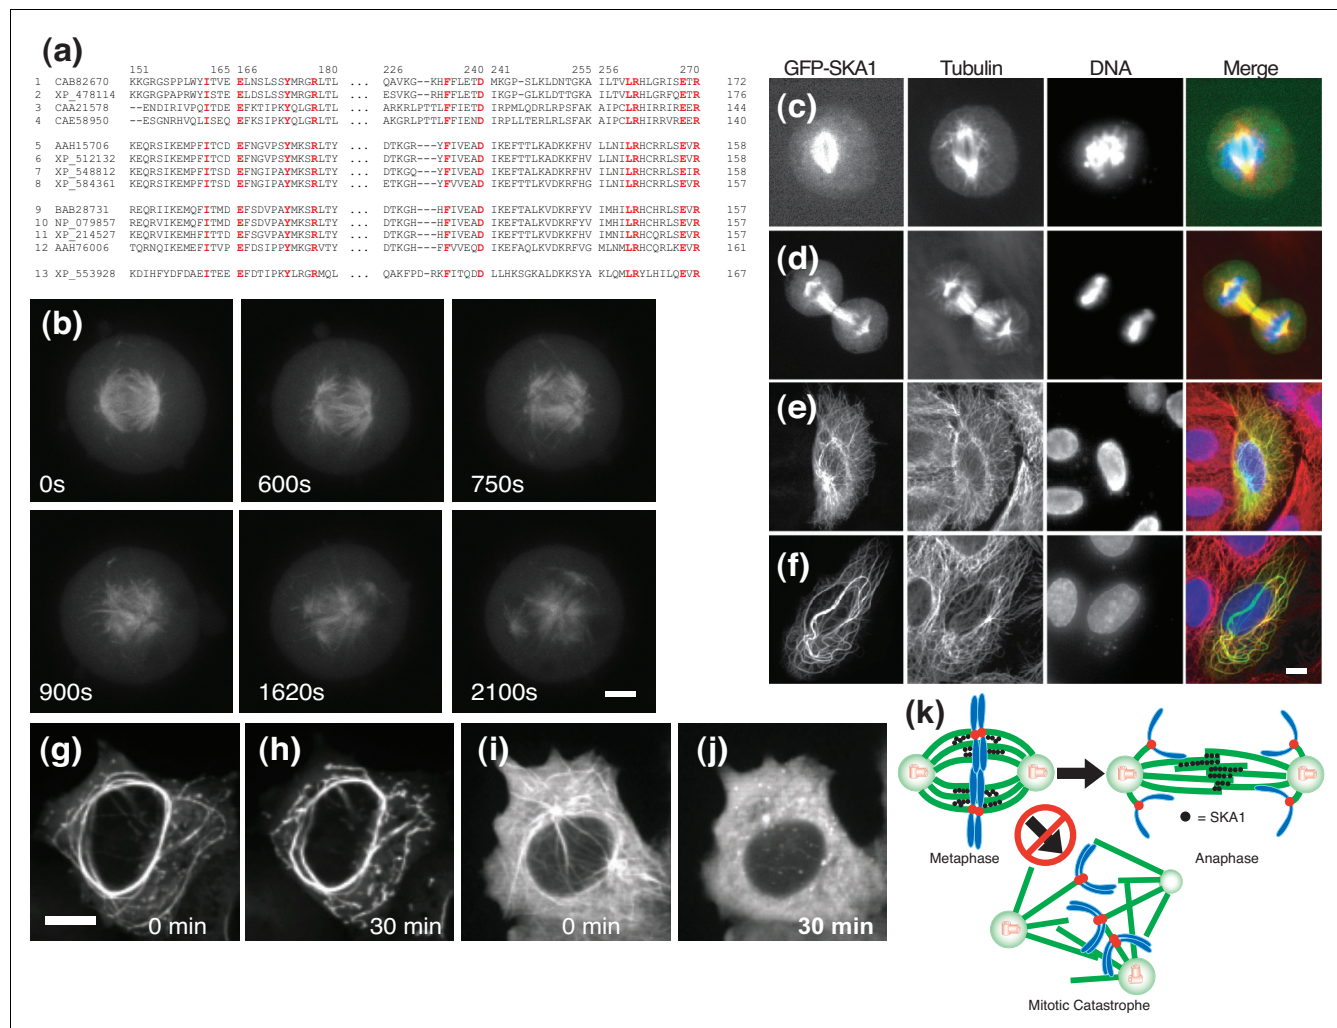 (a)
151 165 166 180 226 240 241 255 256 270
1 CAB82670 KKGRGSPPLWYITVE ELNSLSSYMRGRLTL ... QAVKG--KHFFLETD MKGP-SLKLDNTGKA ILTVLRHLGRISETR 172
2 XP_478114 KKGRGPAPRWYISTE ELDSLSSYMRGRLTL ... QSVKG--KHFFLETD IKGP-GLKLDNTGKA ILTVLRHLGRFQETR 176
3 CAA21578 --ENDIRIVPQITDE EFKTIPKYQLGRLTL ... ARKRLPTTLFFIETD IRPMLQDRLRPSFAK AIPCLRHIRRIREER 144
4 CAE58950 --ESGNRHVQLISEQ EFKSIPKYQLGRLTL ... AKGRLPTTLFFIEND IRPLLTERLRLSFAK AIPCLRHIRRVREER 140
5 AAH15706 KEQRSIKEMPFITCD EFNGVPSYMKSRLTY ... DTKGR---YFIVEAD IKEFTTLKADKKFHV LLNILRHCRRLSEVR 158
6 XP_512132 KEQRSIKEMPFITCD EFNGVPSYMKSRLTY ... DTKGR---YFIVEAD IKEFTTLKADKKFHV LLNILRHCRRLSEVR 158
7 XP_548812 KEQRSIKEMPFITSD EFNGIPAYMKSRLTY ... DTKGQ---YFIVEAD IKEFTTLKADKKFHV LLNILRHCRRLSEIR 158
8 XP_584361 KEQRSIKEMPFITSD EFNGIPAYMKSRLTY ... DTKGR---YFVVEAD IKEFTTLKVDKRFHG ILNILRHCRRLSEVR 157
9 BAB28731 REQRIIKEMQFITMD EFSDVPAYMKSRLTY ... DTKGH---HFIVEAD IKEFTALKVDKRFYV IMHILRHCHRLSEVR 157
10 NP_079857 REQRVIKEMQFITMD EFSDVPAYMKSRLTY ... DTKGH---HFIVEAD IKEFTALKVDKRFYV IMHILRHCHRLSEVR 157
11 XP_214527 KEQRVIKEMHFITTD EFSDVPAYMKGRLTY ... DTKGH---HFIVEAD IKEFTTLKVDKRFYV IMHILRHCHRLSEVR 157
12 AAH76006 TQRNQIKEMEFITVP EFDSIPPYMKGRVTY ... DTKGH---FFVVEQD IKEFAQLKVDKRFVG MLNMLRHCQRLKEVR 161
13 XP_553928 KDIHFYDFDAEITEE EFDTIPKYLRGRMQL ... QAKFPD-RKFITQDD LLHKSGKALDKKSYA KLQMLRYLHILQEVR 167
(b)
0s 600s 750s
900s 1620s 2100s
GFP-SKA1 Tubulin DNA Merge
(c)
(d)
(e)
(f)
(g) (h) (i) (j)
0 min 30 min 0 min 30 min
(k)
Metaphase
= SKA1
Anaphase
Mitotic Catastrophe